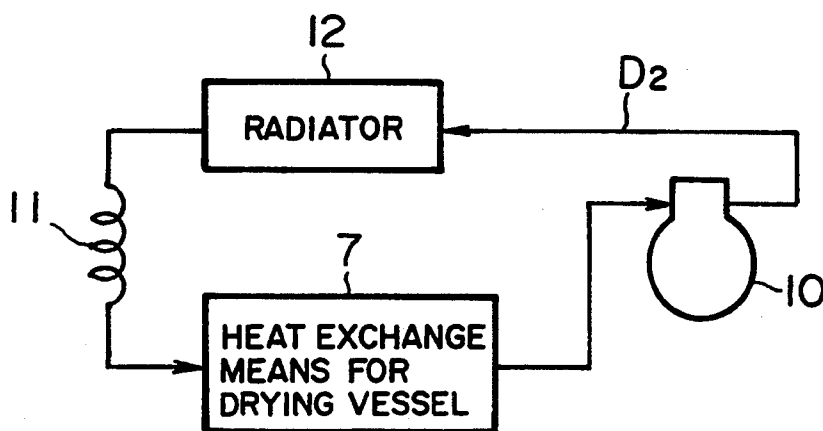 12
RADIATOR
D2
11
7
10
HEAT EXCHANGE
MEANS FOR
DRYING VESSEL